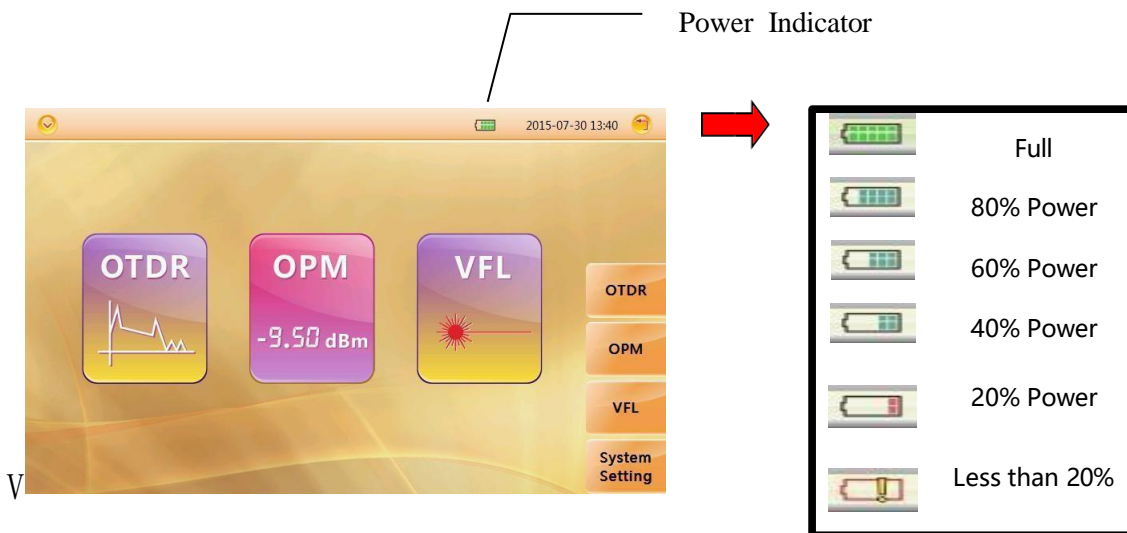 Power Indicator
2015-07-30 13:40
OTDR
OPM
VFL
-9.50 dBm
OTDR
OPM
VFL
System
Setting
V
Full
80% Power
60% Power
40% Power
20% Power
Less than 20%